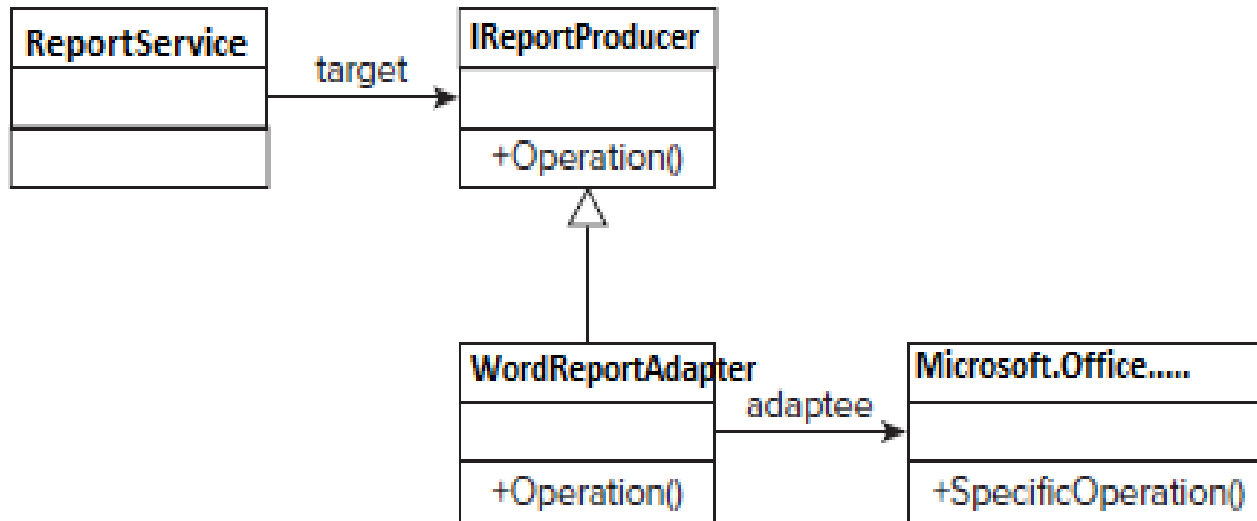 ReportService
IReportProducer
target
+Operation()
WordReportAdapter
Microsoft.Office.....
adaptee
+Operation()
+SpecificOperation()